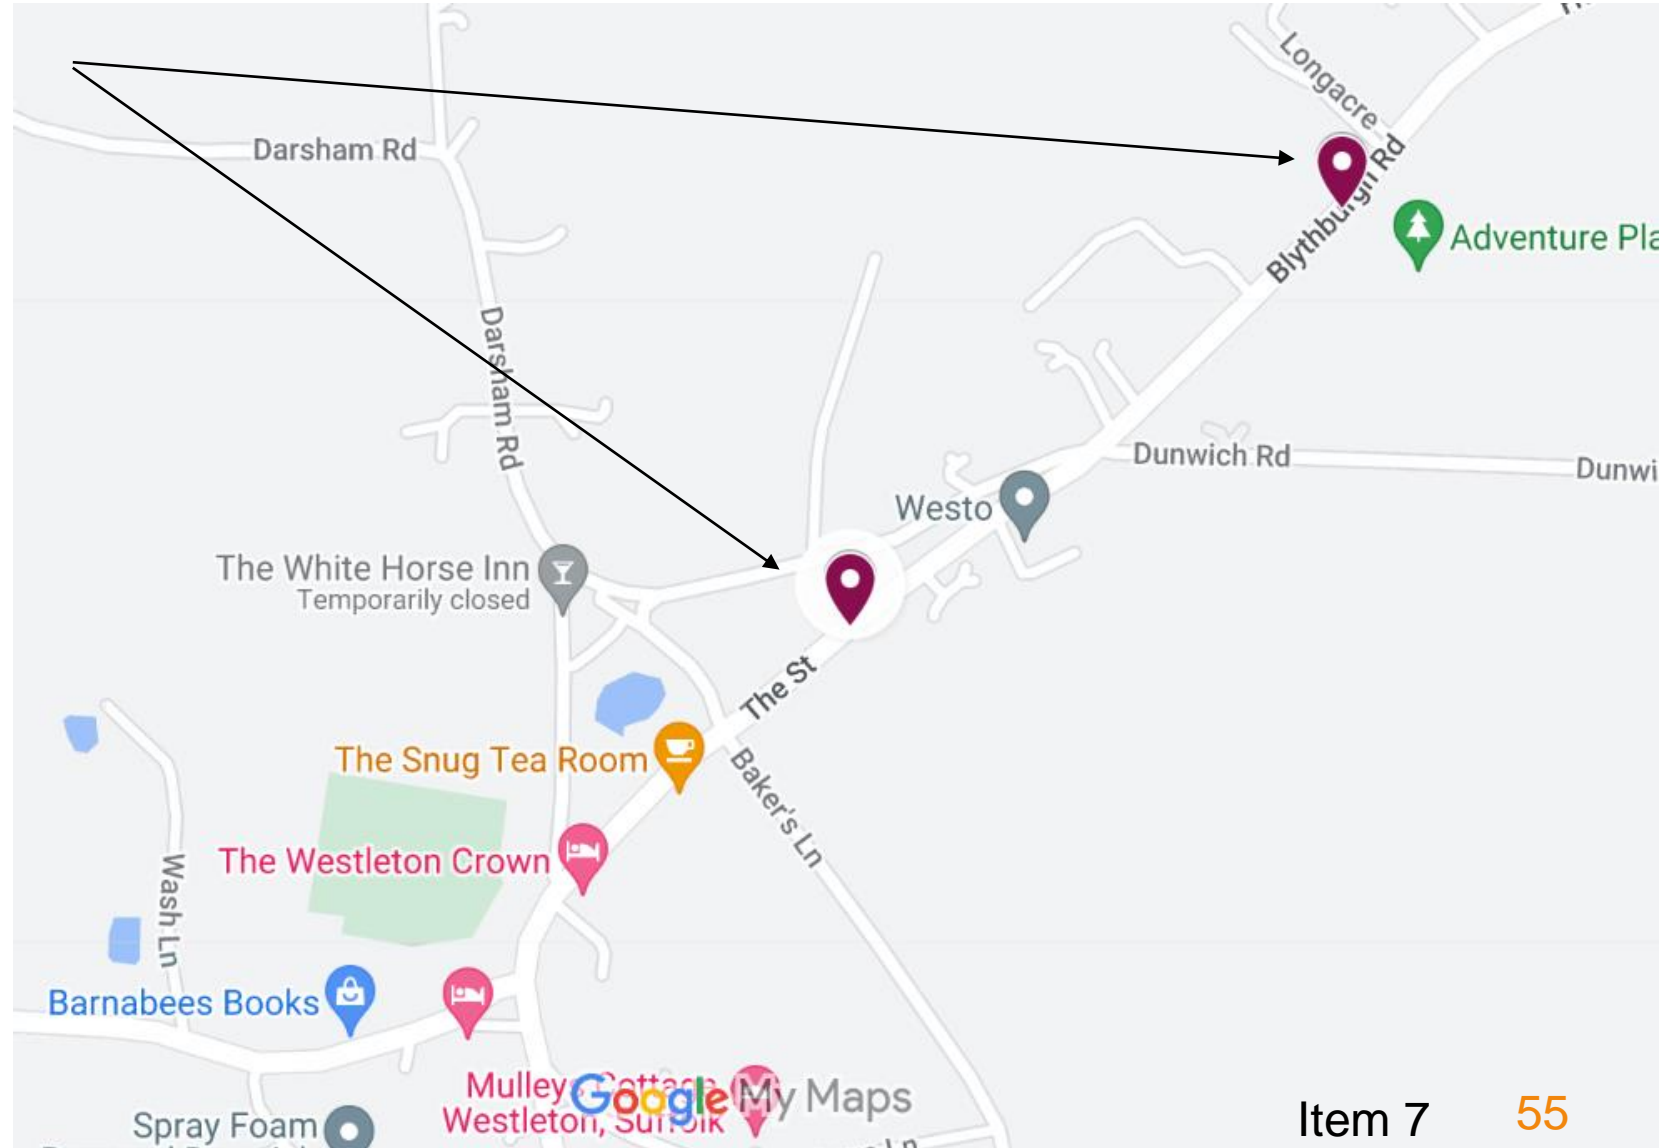 Longacre
Darsham Rd
Blythburgh Rd
Adventure Pla
Darsham Rd
Dunwich Rd
Dunwi
Westo
The White Horse Inn
Temporarily closed
The St
The Snug Tea Room
Baker's Ln
The Westleton Crown
Wash Ln
Barnabees Books
Mulleys Cottage
Westleton, Suffolk
Google My Maps
Spray Foam
Item 7
55